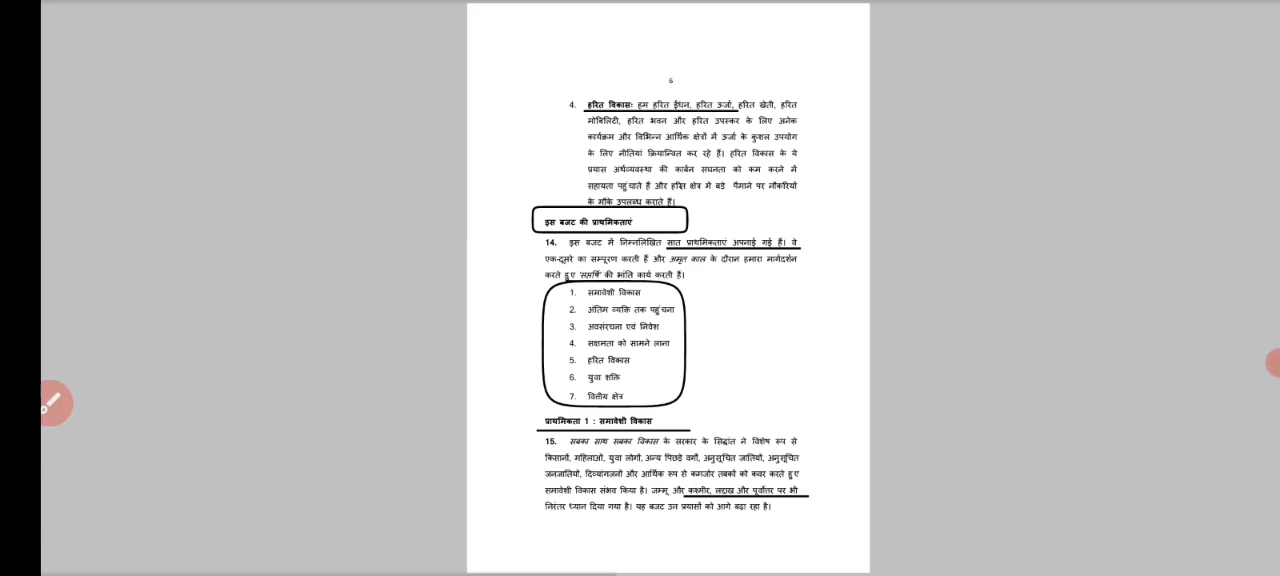 6
4. हरित विकासः हम हरित ईंधन, हरित ऊर्जा, हरित खेती, हरित
मोबिलिटी, हरित भवन और हरित उपस्कर के लिए अनेक
कार्यक्रम और विभिन्न आर्थिक क्षेत्रों में ऊर्जा के कुशल उपयोग
के लिए नीतियां क्रियान्वित कर रहे हैं। हरित विकास के ये
प्रयास अर्थव्यवस्था की कार्बन सघनता को कम करने में
सहायता पहुंचाते हैं और हरित क्षेत्र में बड़े पैमाने पर नौकरियों
के मौके उपलब्ध कराते हैं।
इस बजट की प्राथमिकताएं
14. इस बजट में निम्नलिखित सात प्राथमिकताएं अपनाई गई हैं। वे
एक-दूसरे का सम्पूरण करती हैं और अमृत काल के दौरान हमारा मार्गदर्शन
करते हुए 'सप्तर्षि' की भांति कार्य करती हैं।
1. समावेशी विकास
2. अंतिम व्यक्ति तक पहुंचना
3. अवसंरचना एवं निवेश
4. सक्षमता को सामने लाना
5. हरित विकास
6. युवा शक्ति
7. वित्तीय क्षेत्र
प्राथमिकता 1 : समावेशी विकास
15. सबका साथ सबका विकास के सरकार के सिद्धांत ने विशेष रूप से
किसानों, महिलाओं, युवा लोगों, अन्य पिछड़े वर्गों, अनुसूचित जातियों, अनुसूचित
जनजातियों, दिव्यांगजनों और आर्थिक रूप से कमजोर तबकों को कवर करते हुए
समावेशी विकास संभव किया है। जम्मू और कश्मीर, लद्दाख और पूर्वोत्तर पर भी
निरंतर ध्यान दिया गया है। यह बजट उन प्रयासों को आगे बढ़ा रहा है।